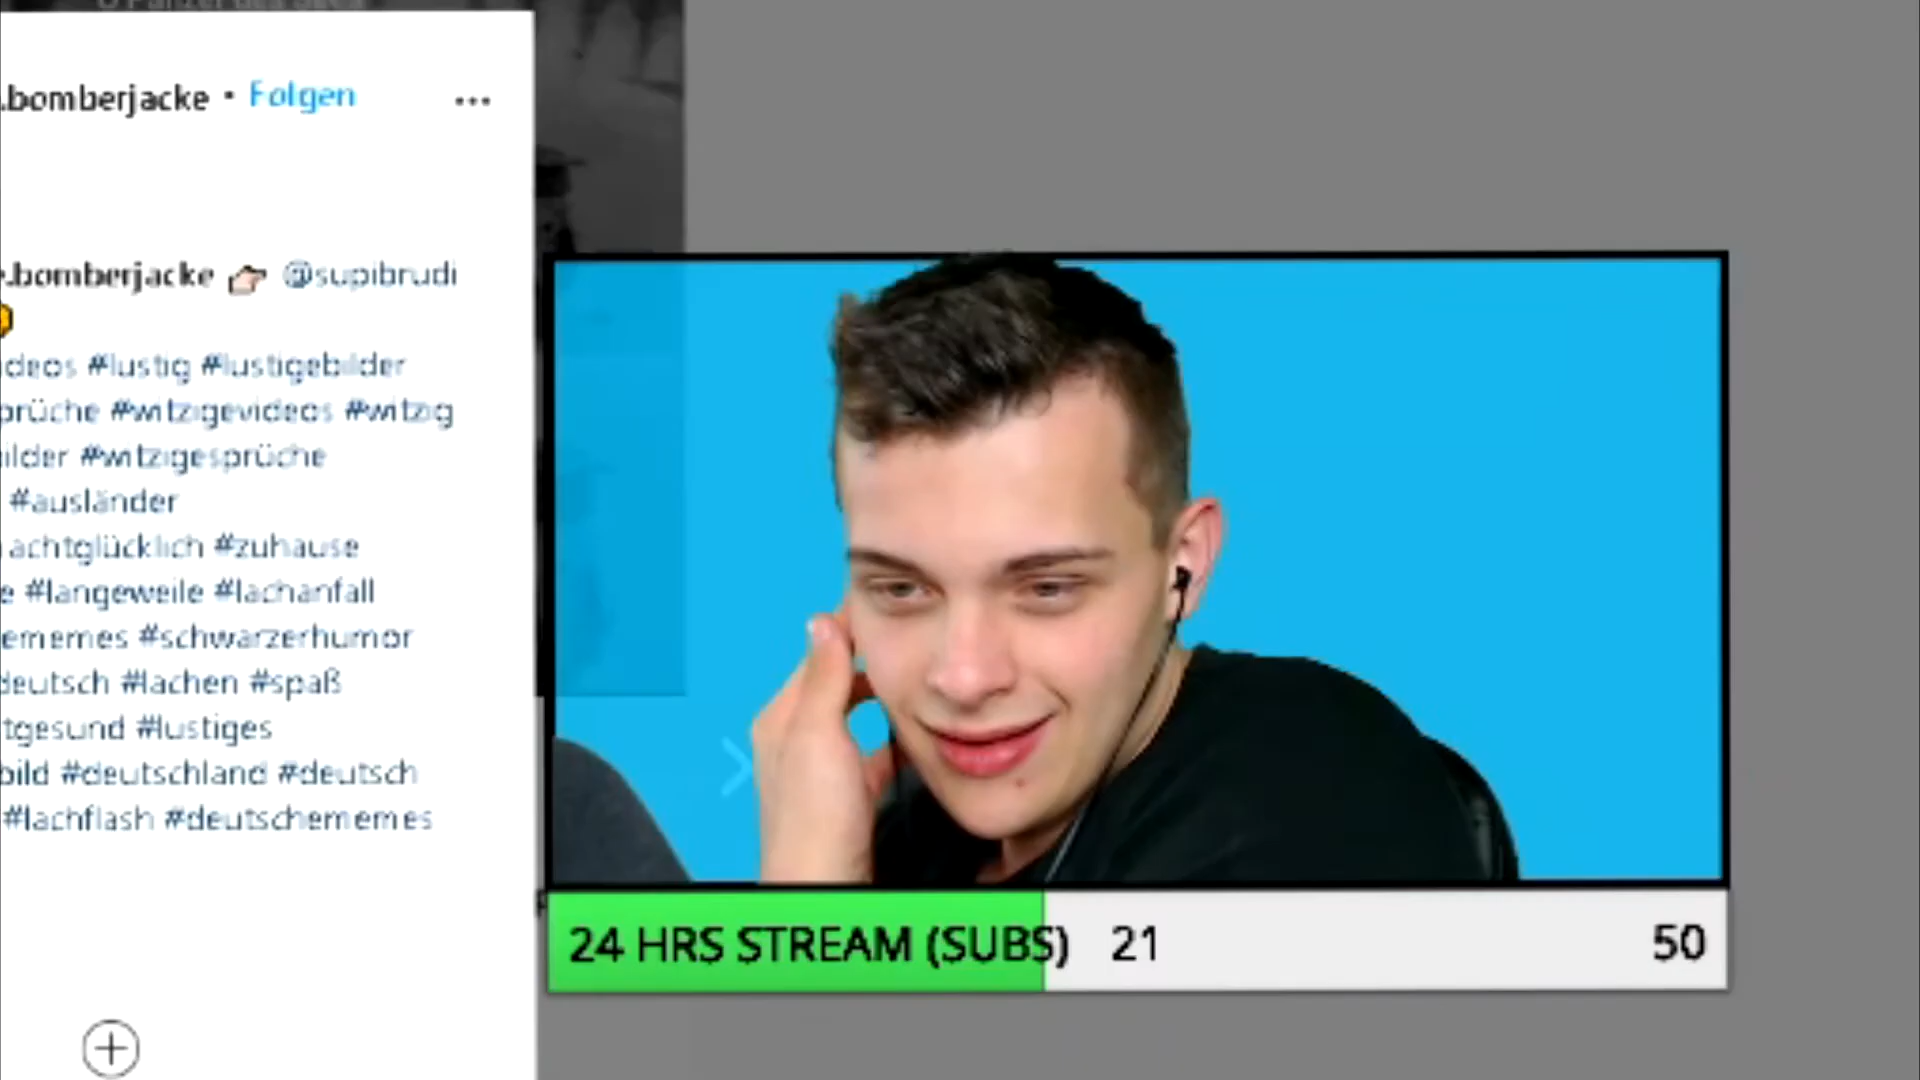 .bomberjacke • Folgen
.bomberjacke 👉 @supibrudi
#lustig #lustigebilder
prüche #witzigevideos #witzig
ilder #witzigesprüche
#ausländer
achtglücklich #zuhause
e #langeweile #lachanfall
ememes #schwarzerhumor
deutsch #lachen #spaß
tgesund #lustiges
bild #deutschland #deutsch
#lachflash #deutschememes
24 HRS STREAM (SUBS) 21 50